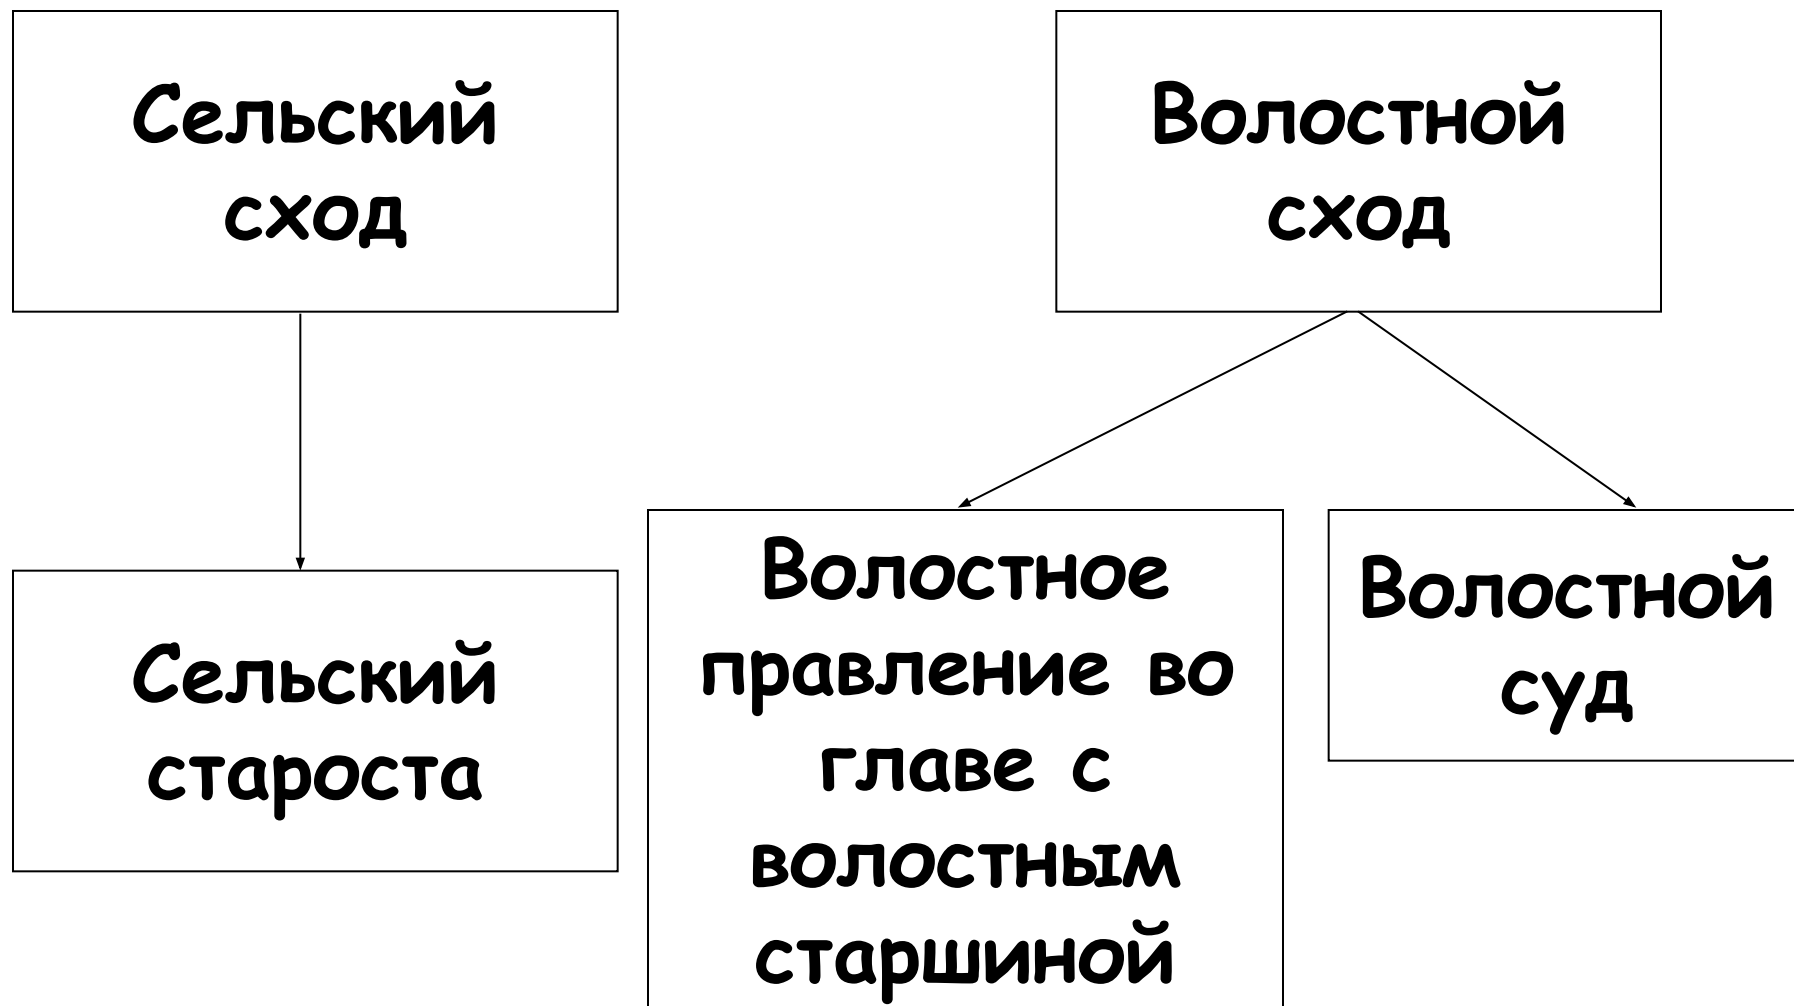 Сельский
сход
Волостной
сход
Сельский
староста
Волостное
правление во
главе с
волостным
старшиной
Волостной
суд